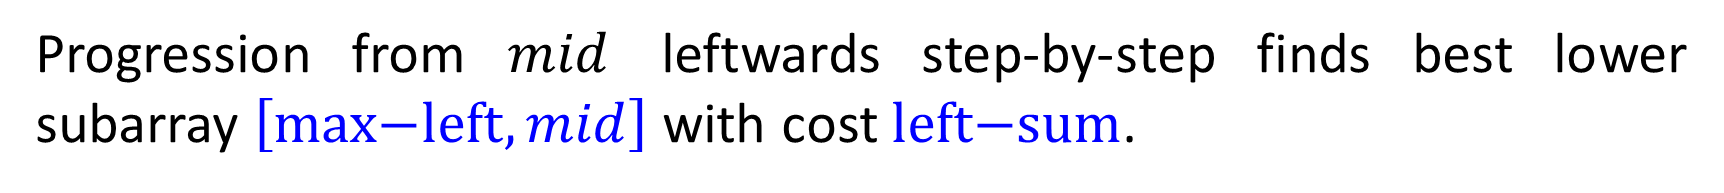 Progression from mid leftwards step-by-step finds best lower
subarray [max−left, mid] with cost left−sum.